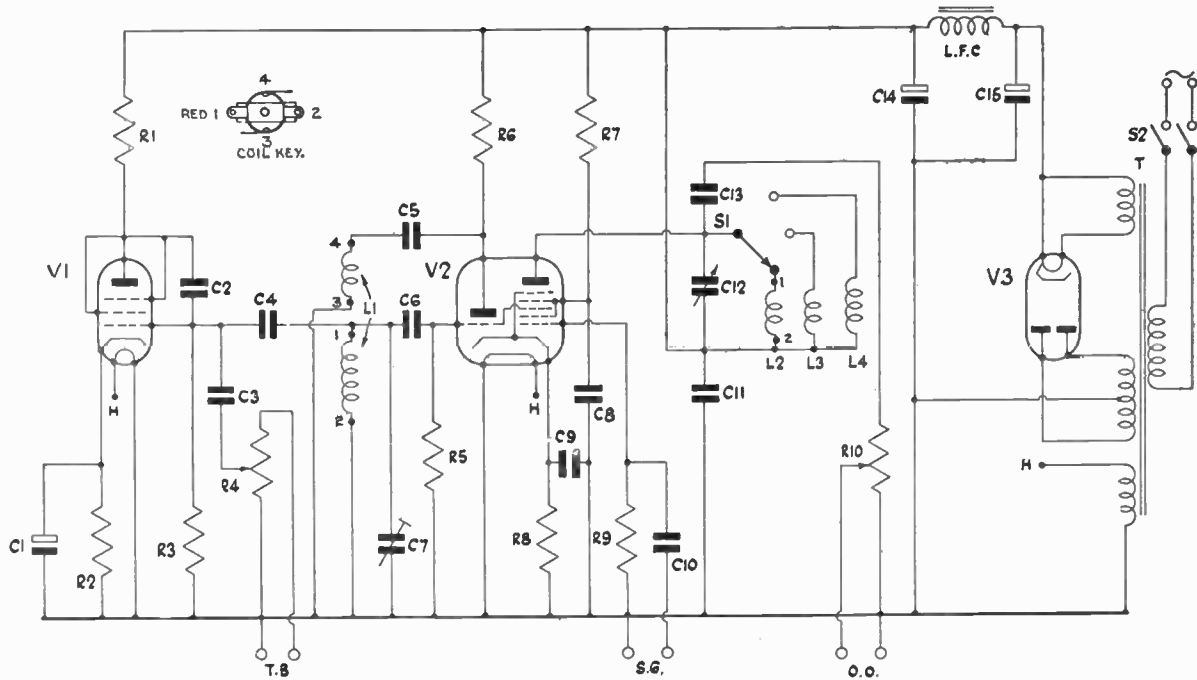 L.F.C
C14
C15
S2
T
4
RED 1
2
3
COIL KEY.
R1
R6
R7
C13
S1
C5
4
V1
C2
C4
3
L1
1
C6
V2
C12
1
2
L2
L3
L4
V3
H
C3
2
H
C8
C11
R4
R5
C9
R10
H
C1
R2
R3
C7
R8
R9
C10
T.B
S.G.
O.O.